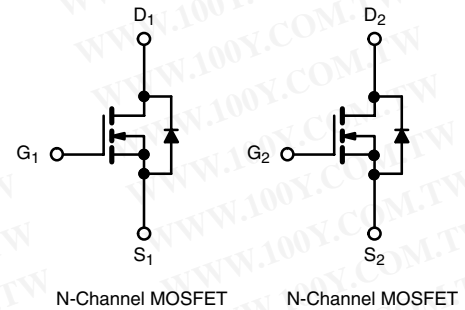 D1 D2
WWW.100Y.COM.TW
G1 G2
S1 S2
N-Channel MOSFET N-Channel MOSFET